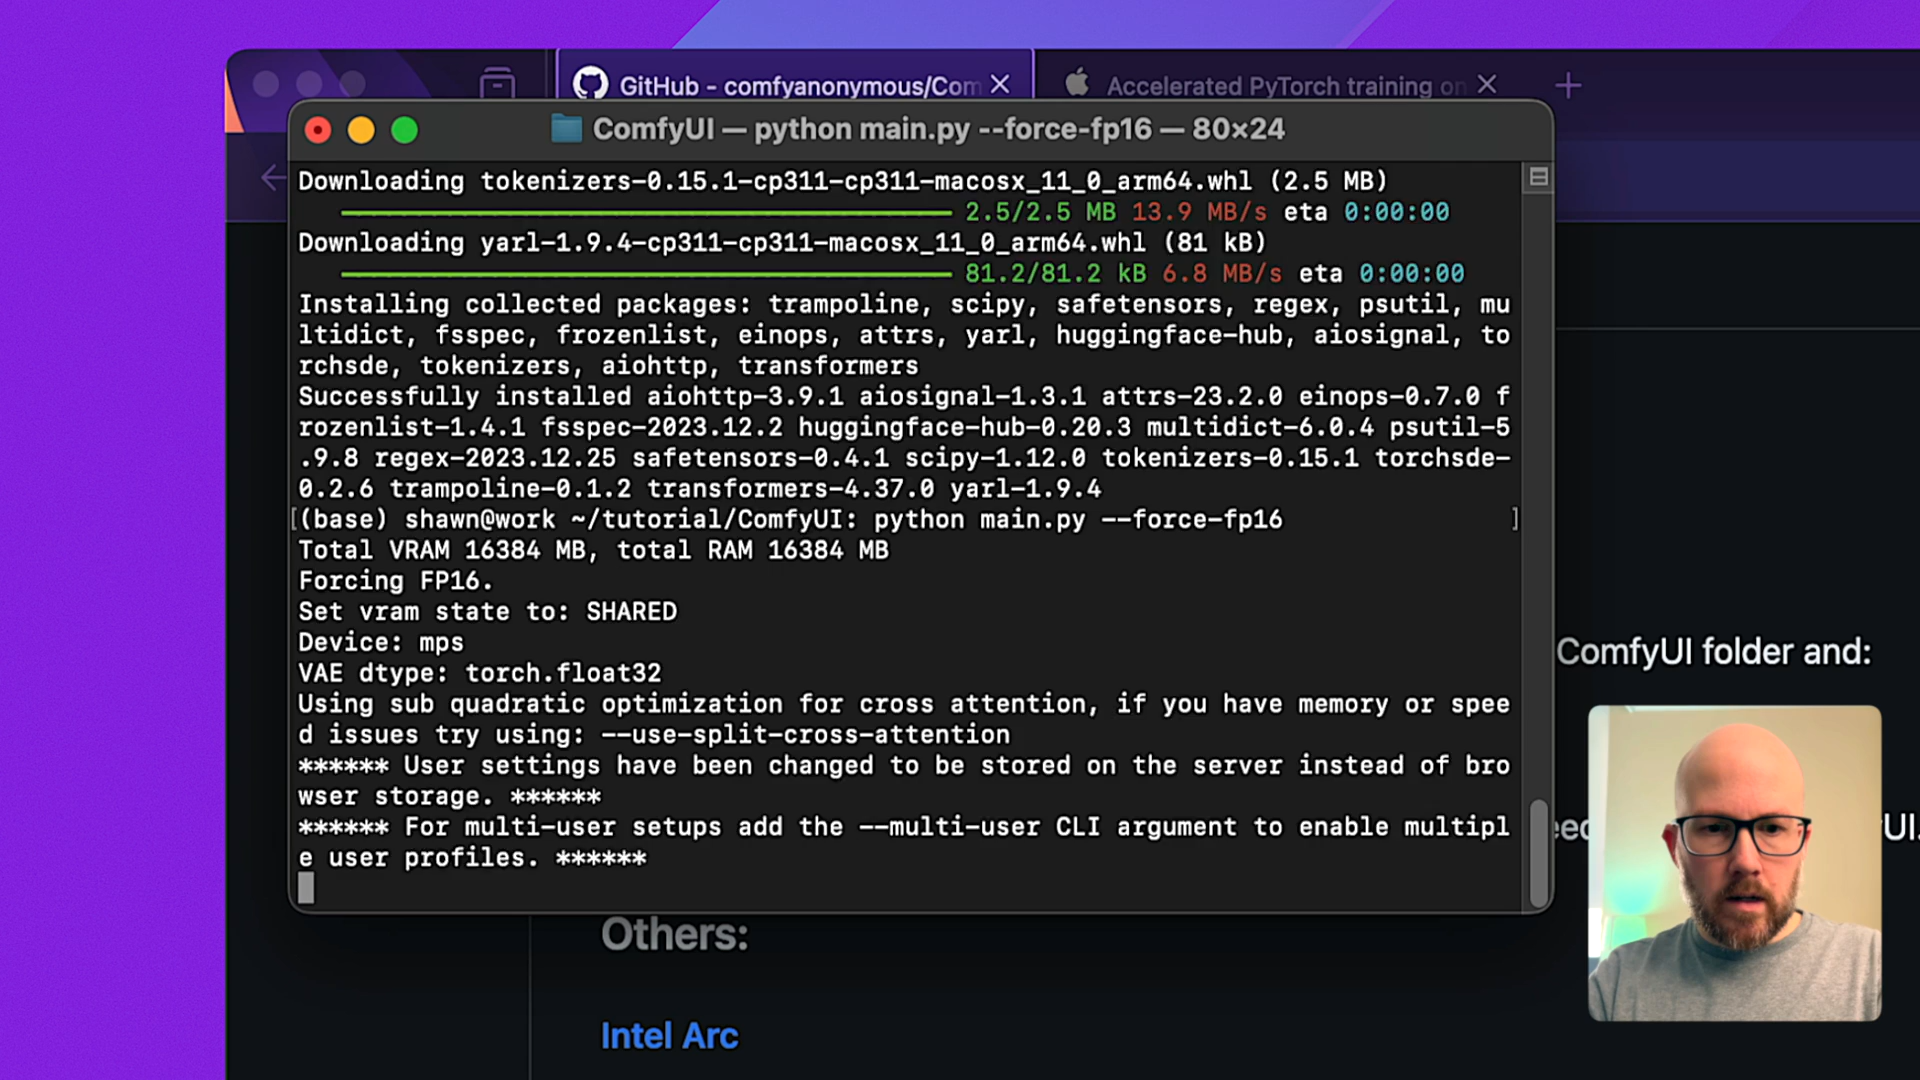 GitHub - comfyanonymous/Com
Accelerated PyTorch training on
ComfyUI — python main.py --force-fp16 — 80×24
Downloading tokenizers-0.15.1-cp311-cp311-macosx_11_0_arm64.whl (2.5 MB)
2.5/2.5 MB 13.9 MB/s eta 0:00:00
Downloading yarl-1.9.4-cp311-cp311-macosx_11_0_arm64.whl (81 kB)
81.2/81.2 kB 6.8 MB/s eta 0:00:00
Installing collected packages: trampoline, scipy, safetensors, regex, psutil, mu
ltidict, fsspec, frozenlist, einops, attrs, yarl, huggingface-hub, aiosignal, to
rchsde, tokenizers, aiohttp, transformers
Successfully installed aiohttp-3.9.1 aiosignal-1.3.1 attrs-23.2.0 einops-0.7.0 f
rozenlist-1.4.1 fsspec-2023.12.2 huggingface-hub-0.20.3 multidict-6.0.4 psutil-5
.9.8 regex-2023.12.25 safetensors-0.4.1 scipy-1.12.0 tokenizers-0.15.1 torchsde-
0.2.6 trampoline-0.1.2 transformers-4.37.0 yarl-1.9.4
[(base) shawn@work ~/tutorial/ComfyUI: python main.py --force-fp16 ]
Total VRAM 16384 MB, total RAM 16384 MB
Forcing FP16.
Set vram state to: SHARED
Device: mps
VAE dtype: torch.float32
Using sub quadratic optimization for cross attention, if you have memory or spee
d issues try using: --use-split-cross-attention
****** User settings have been changed to be stored on the server instead of bro
wser storage. ******
****** For multi-user setups add the --multi-user CLI argument to enable multipl
e user profiles. ******
ComfyUI folder and:
UI.
Others:
Intel Arc